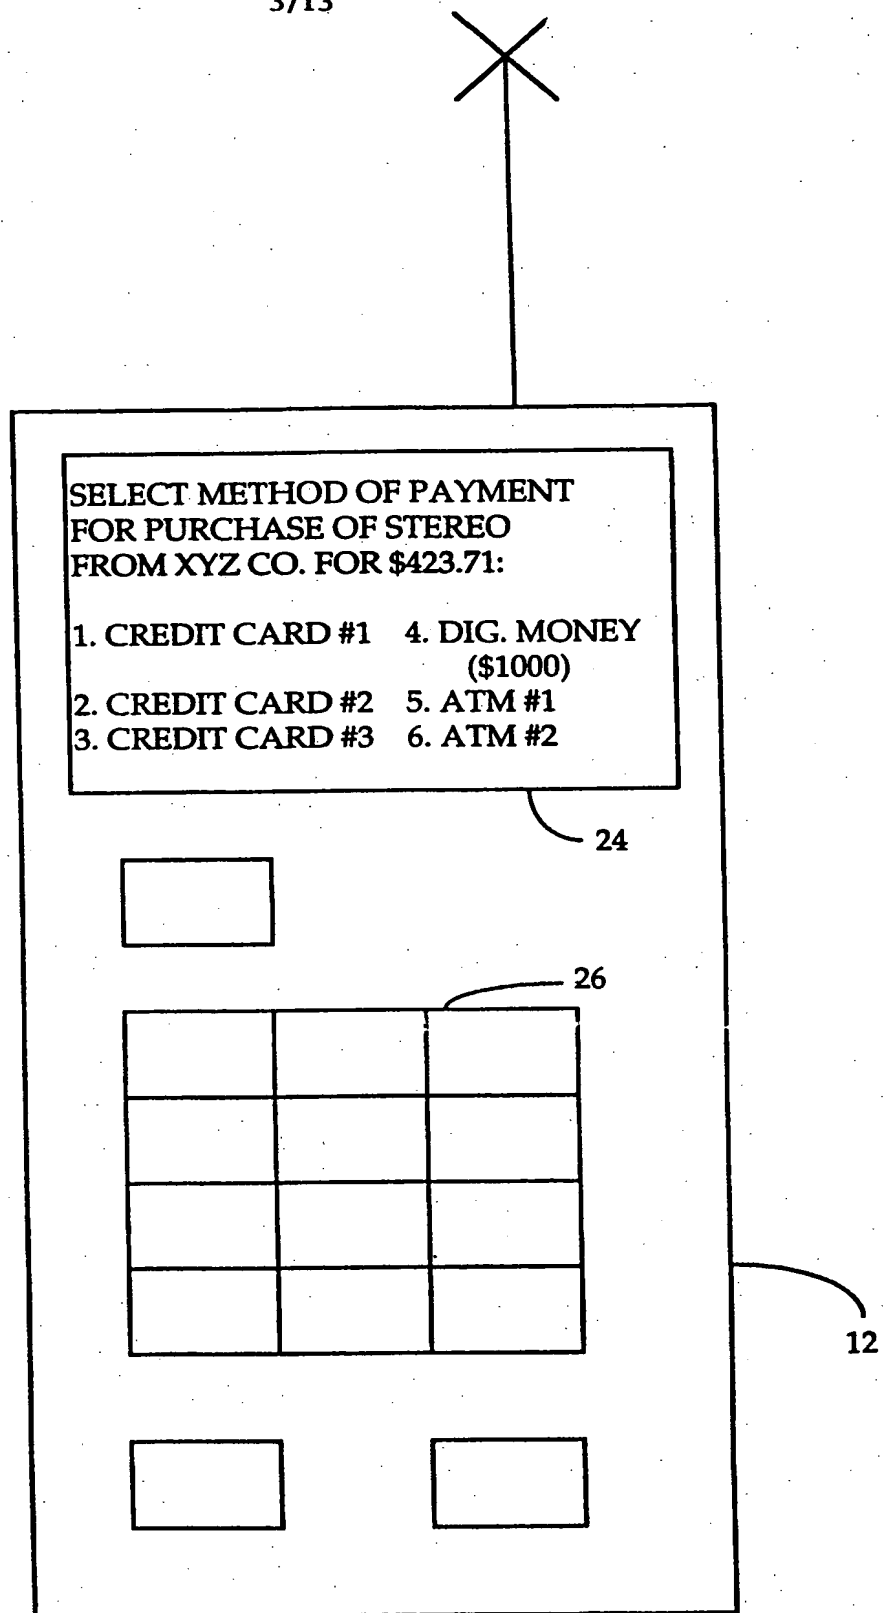 3/13
SELECT METHOD OF PAYMENT
FOR PURCHASE OF STEREO
FROM XYZ CO. FOR $423.71:
1. CREDIT CARD #1 4. DIG. MONEY
($1000)
2. CREDIT CARD #2 5. ATM #1
3. CREDIT CARD #3 6. ATM #2
24
26
12